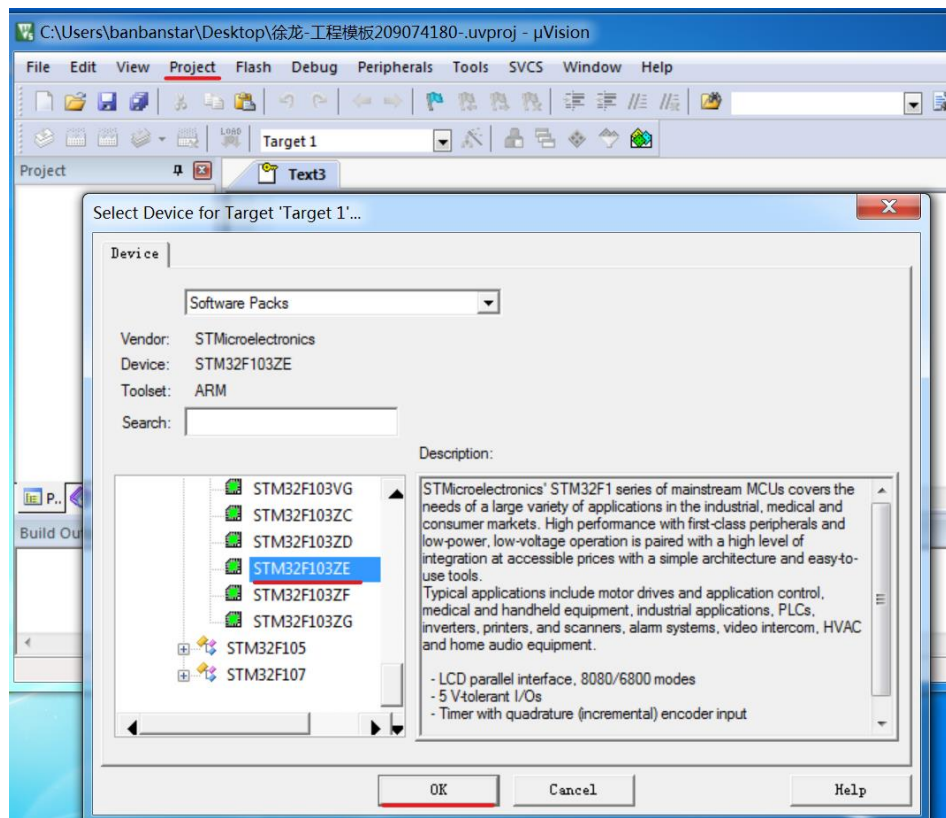 C:\Users\banbanstar\Desktop\徐龙-工程模板209074180-.uvproj - µVision
File Edit View Project Flash Debug Peripherals Tools SVCS Window Help
LOAD
Target 1
Project
Text3
Select Device for Target 'Target 1'...
Device
Software Packs
Vendor: STMicroelectronics
Device: STM32F103ZE
Toolset: ARM
Search:
Description:
STM32F103VG
STM32F103ZC
STM32F103ZD
STM32F103ZE
STM32F103ZF
STM32F103ZG
STM32F105
STM32F107
STMicroelectronics' STM32F1 series of mainstream MCUs covers the
needs of a large variety of applications in the industrial, medical and
consumer markets. High performance with first-class peripherals and
low-power, low-voltage operation is paired with a high level of
integration at accessible prices with a simple architecture and easy-to-
use tools.
Typical applications include motor drives and application control,
medical and handheld equipment, industrial applications, PLCs,
inverters, printers, and scanners, alarm systems, video intercom, HVAC
and home audio equipment.
- LCD parallel interface, 8080/6800 modes
- 5 V-tolerant I/Os
- Timer with quadrature (incremental) encoder input
P..
Build Ou
OK Cancel Help